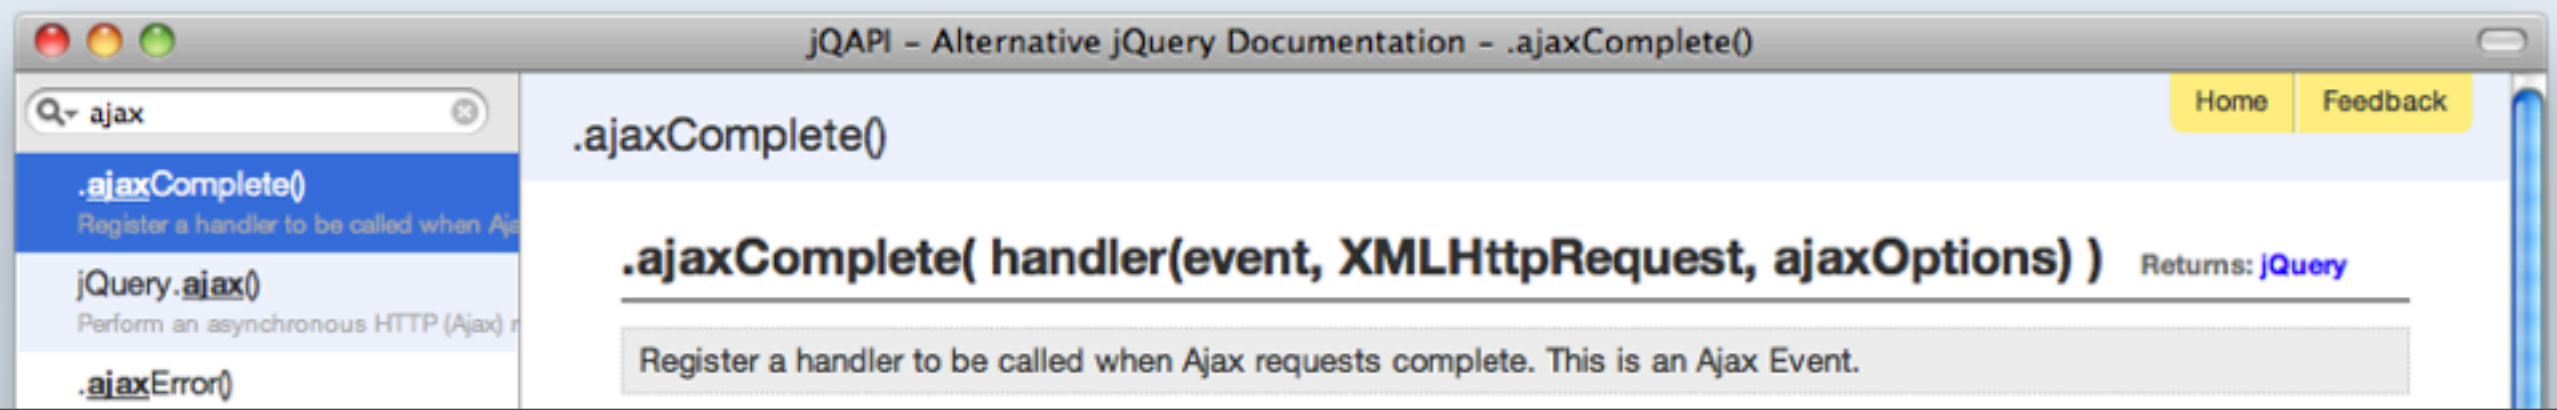 jQAPI – Alternative jQuery Documentation – .ajaxComplete()
ajax
.ajaxComplete()
Register a handler to be called when Aja
jQuery.ajax()
Perform an asynchronous HTTP (Ajax) r
.ajaxError()
Home
Feedback
.ajaxComplete()
.ajaxComplete( handler(event, XMLHttpRequest, ajaxOptions) ) Returns: jQuery
Register a handler to be called when Ajax requests complete. This is an Ajax Event.